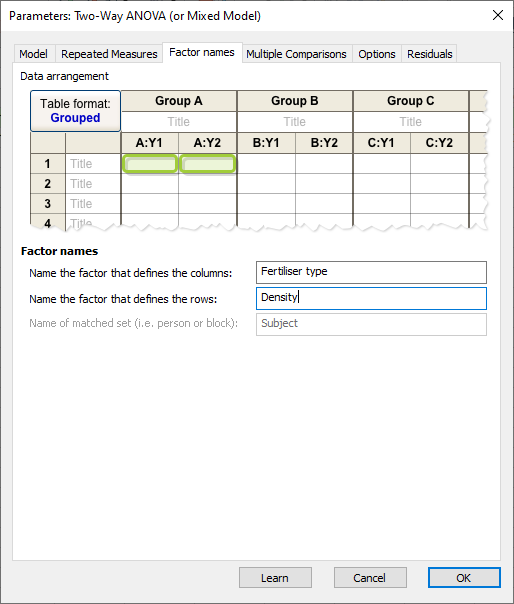 Parameters: Two-Way ANOVA (or Mixed Model)
Model Repeated Measures Factor names Multiple Comparisons Options Residuals
Data arrangement
Table format: Grouped Group A Group B Group C
Title Title Title
A:Y1 A:Y2 B:Y1 B:Y2 C:Y1 C:Y2
1 Title
2 Title
3 Title
4 Title
Factor names
Name the factor that defines the columns: Fertiliser type
Name the factor that defines the rows: Density
Name of matched set (i.e. person or block): Subject
Learn Cancel OK